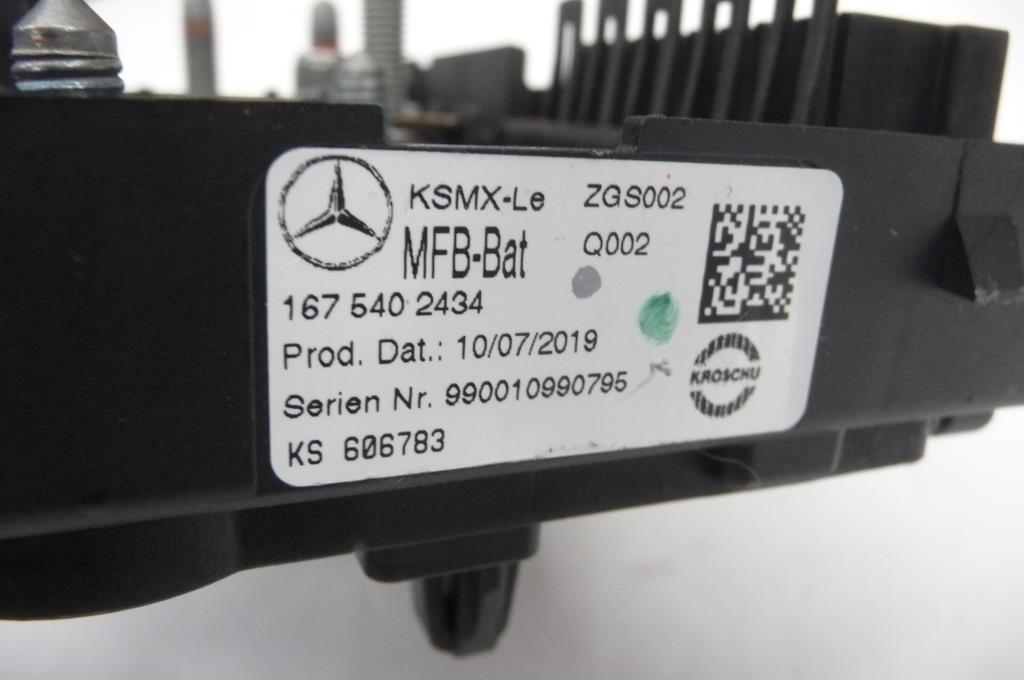 KSMX-Le ZGS002
MFB-Bat Q002
167 540 2434
Prod. Dat.: 10/07/2019
Serien Nr. 990010990795
KS 606783
KROSCHU